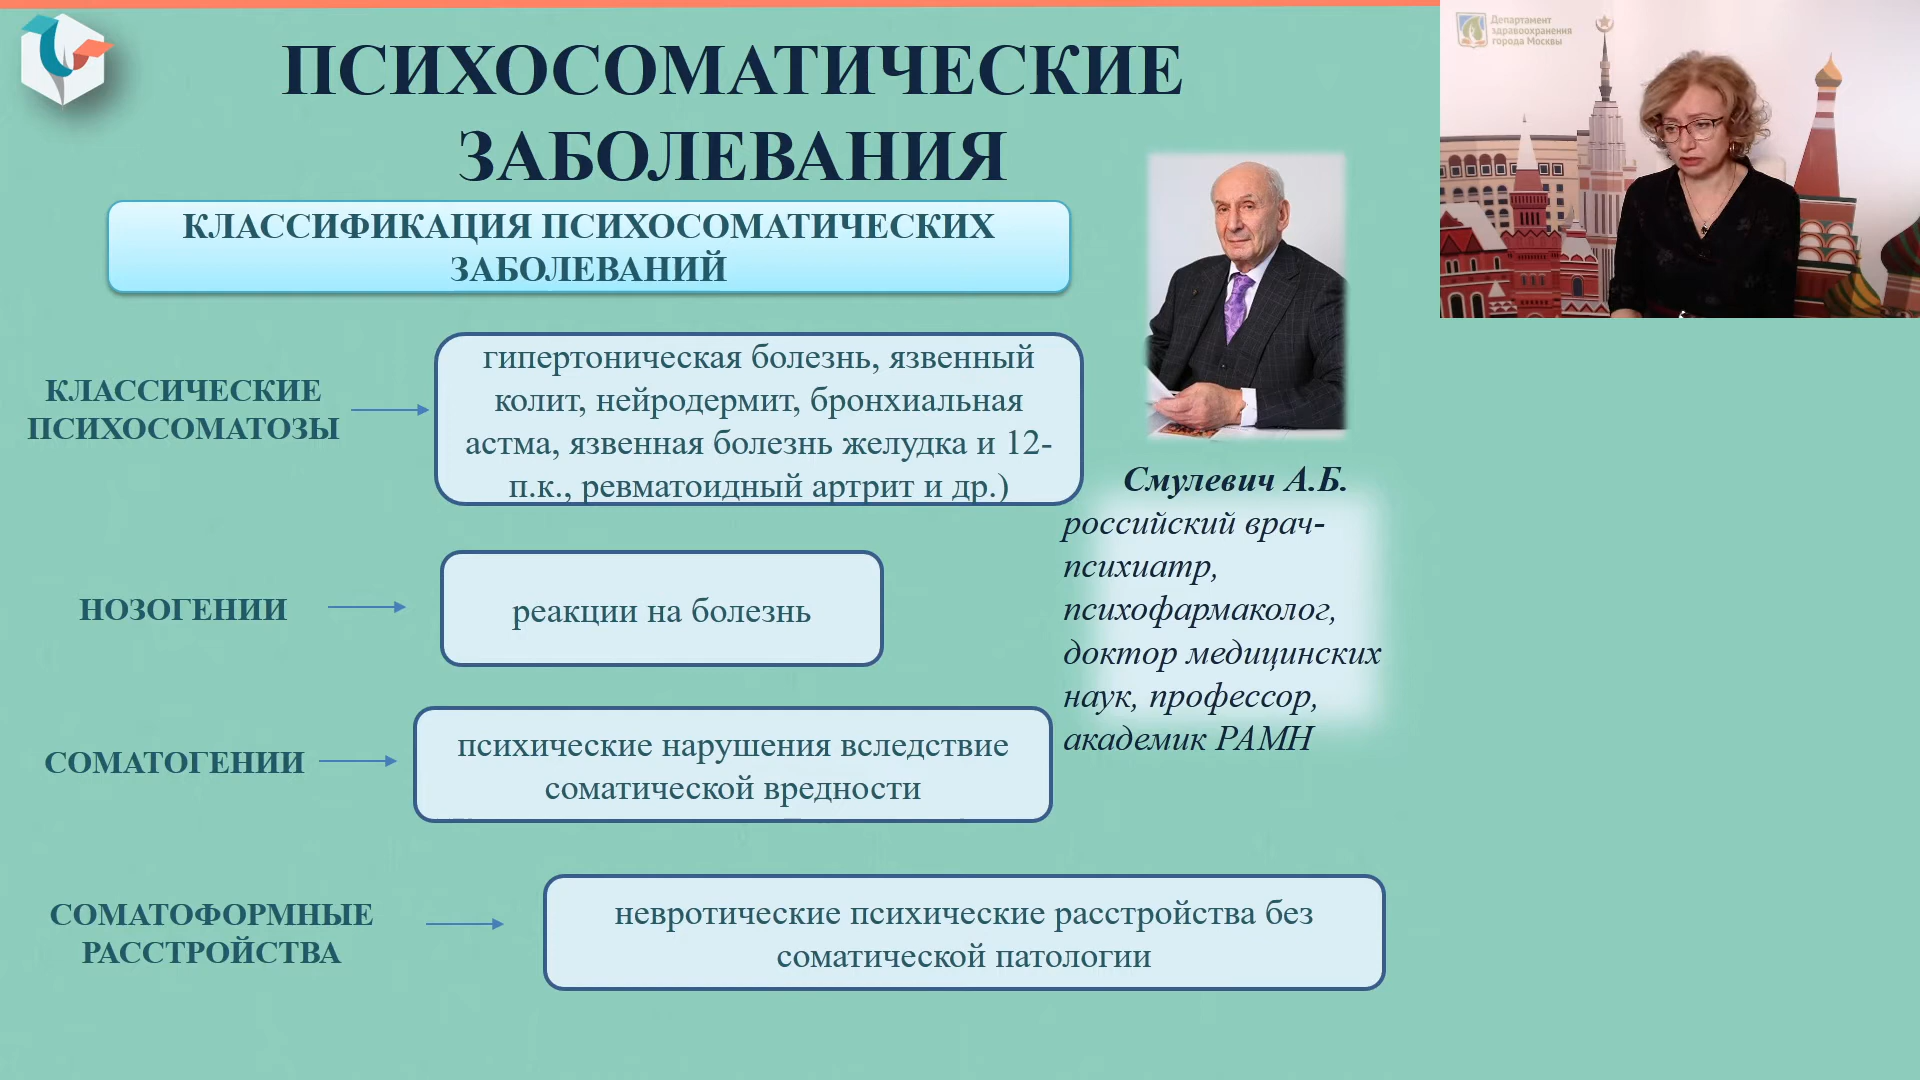 ПСИХОСОМАТИЧЕСКИЕ
ЗАБОЛЕВАНИЯ
КЛАССИФИКАЦИЯ ПСИХОСОМАТИЧЕСКИХ
ЗАБОЛЕВАНИЙ
КЛАССИЧЕСКИЕ
ПСИХОСОМАТОЗЫ
гипертоническая болезнь, язвенный
колит, нейродермит, бронхиальная
астма, язвенная болезнь желудка и 12-
п.к., ревматоидный артрит и др.)
НОЗОГЕНИИ
реакции на болезнь
СОМАТОГЕНИИ
психические нарушения вследствие
соматической вредности
СОМАТОФОРМНЫЕ
РАССТРОЙСТВА
невротические психические расстройства без
соматической патологии
Смулевич А.Б.
российский врач-
психиатр,
психофармаколог,
доктор медицинских
наук, профессор,
академик РАМН
Департамент
здравоохранения
города Москвы